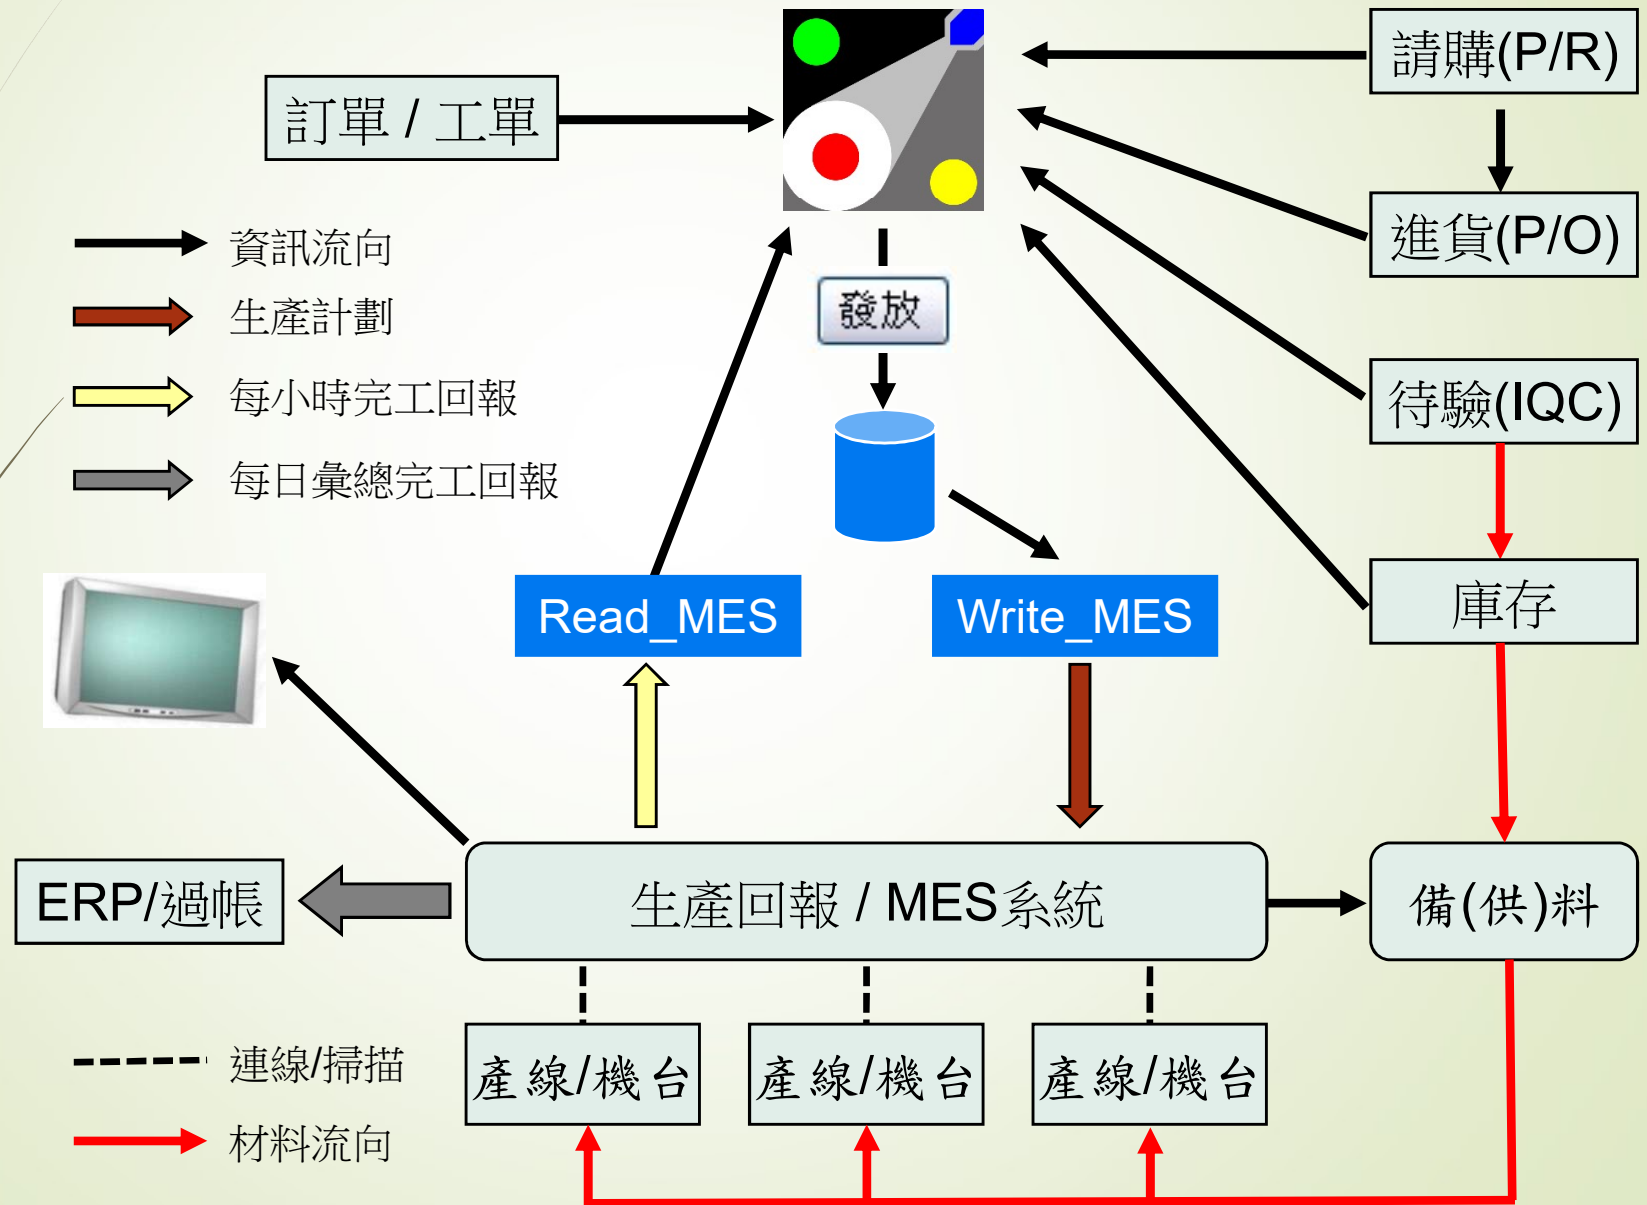 請購(P/R)
訂單 / 工單
進貨(P/O)
資訊流向
發放
生產計劃
每小時完工回報
待驗(IQC)
每日彙總完工回報
Read_MES
Write_MES
庫存
ERP/過帳
生產回報 / MES系統
備(供)料
連線/掃描
產線/機台
產線/機台
產線/機台
材料流向